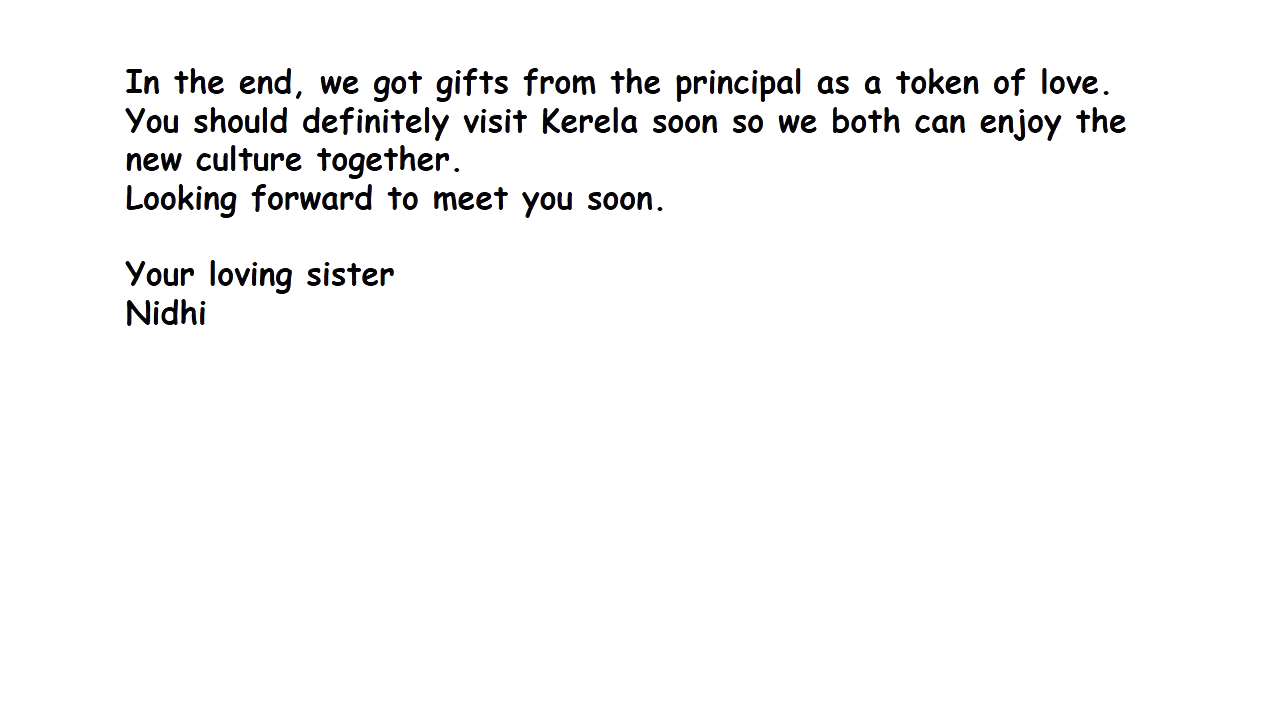 In the end, we got gifts from the principal as a token of love.
You should definitely visit Kerela soon so we both can enjoy the
new culture together.
Looking forward to meet you soon.
Your loving sister
Nidhi